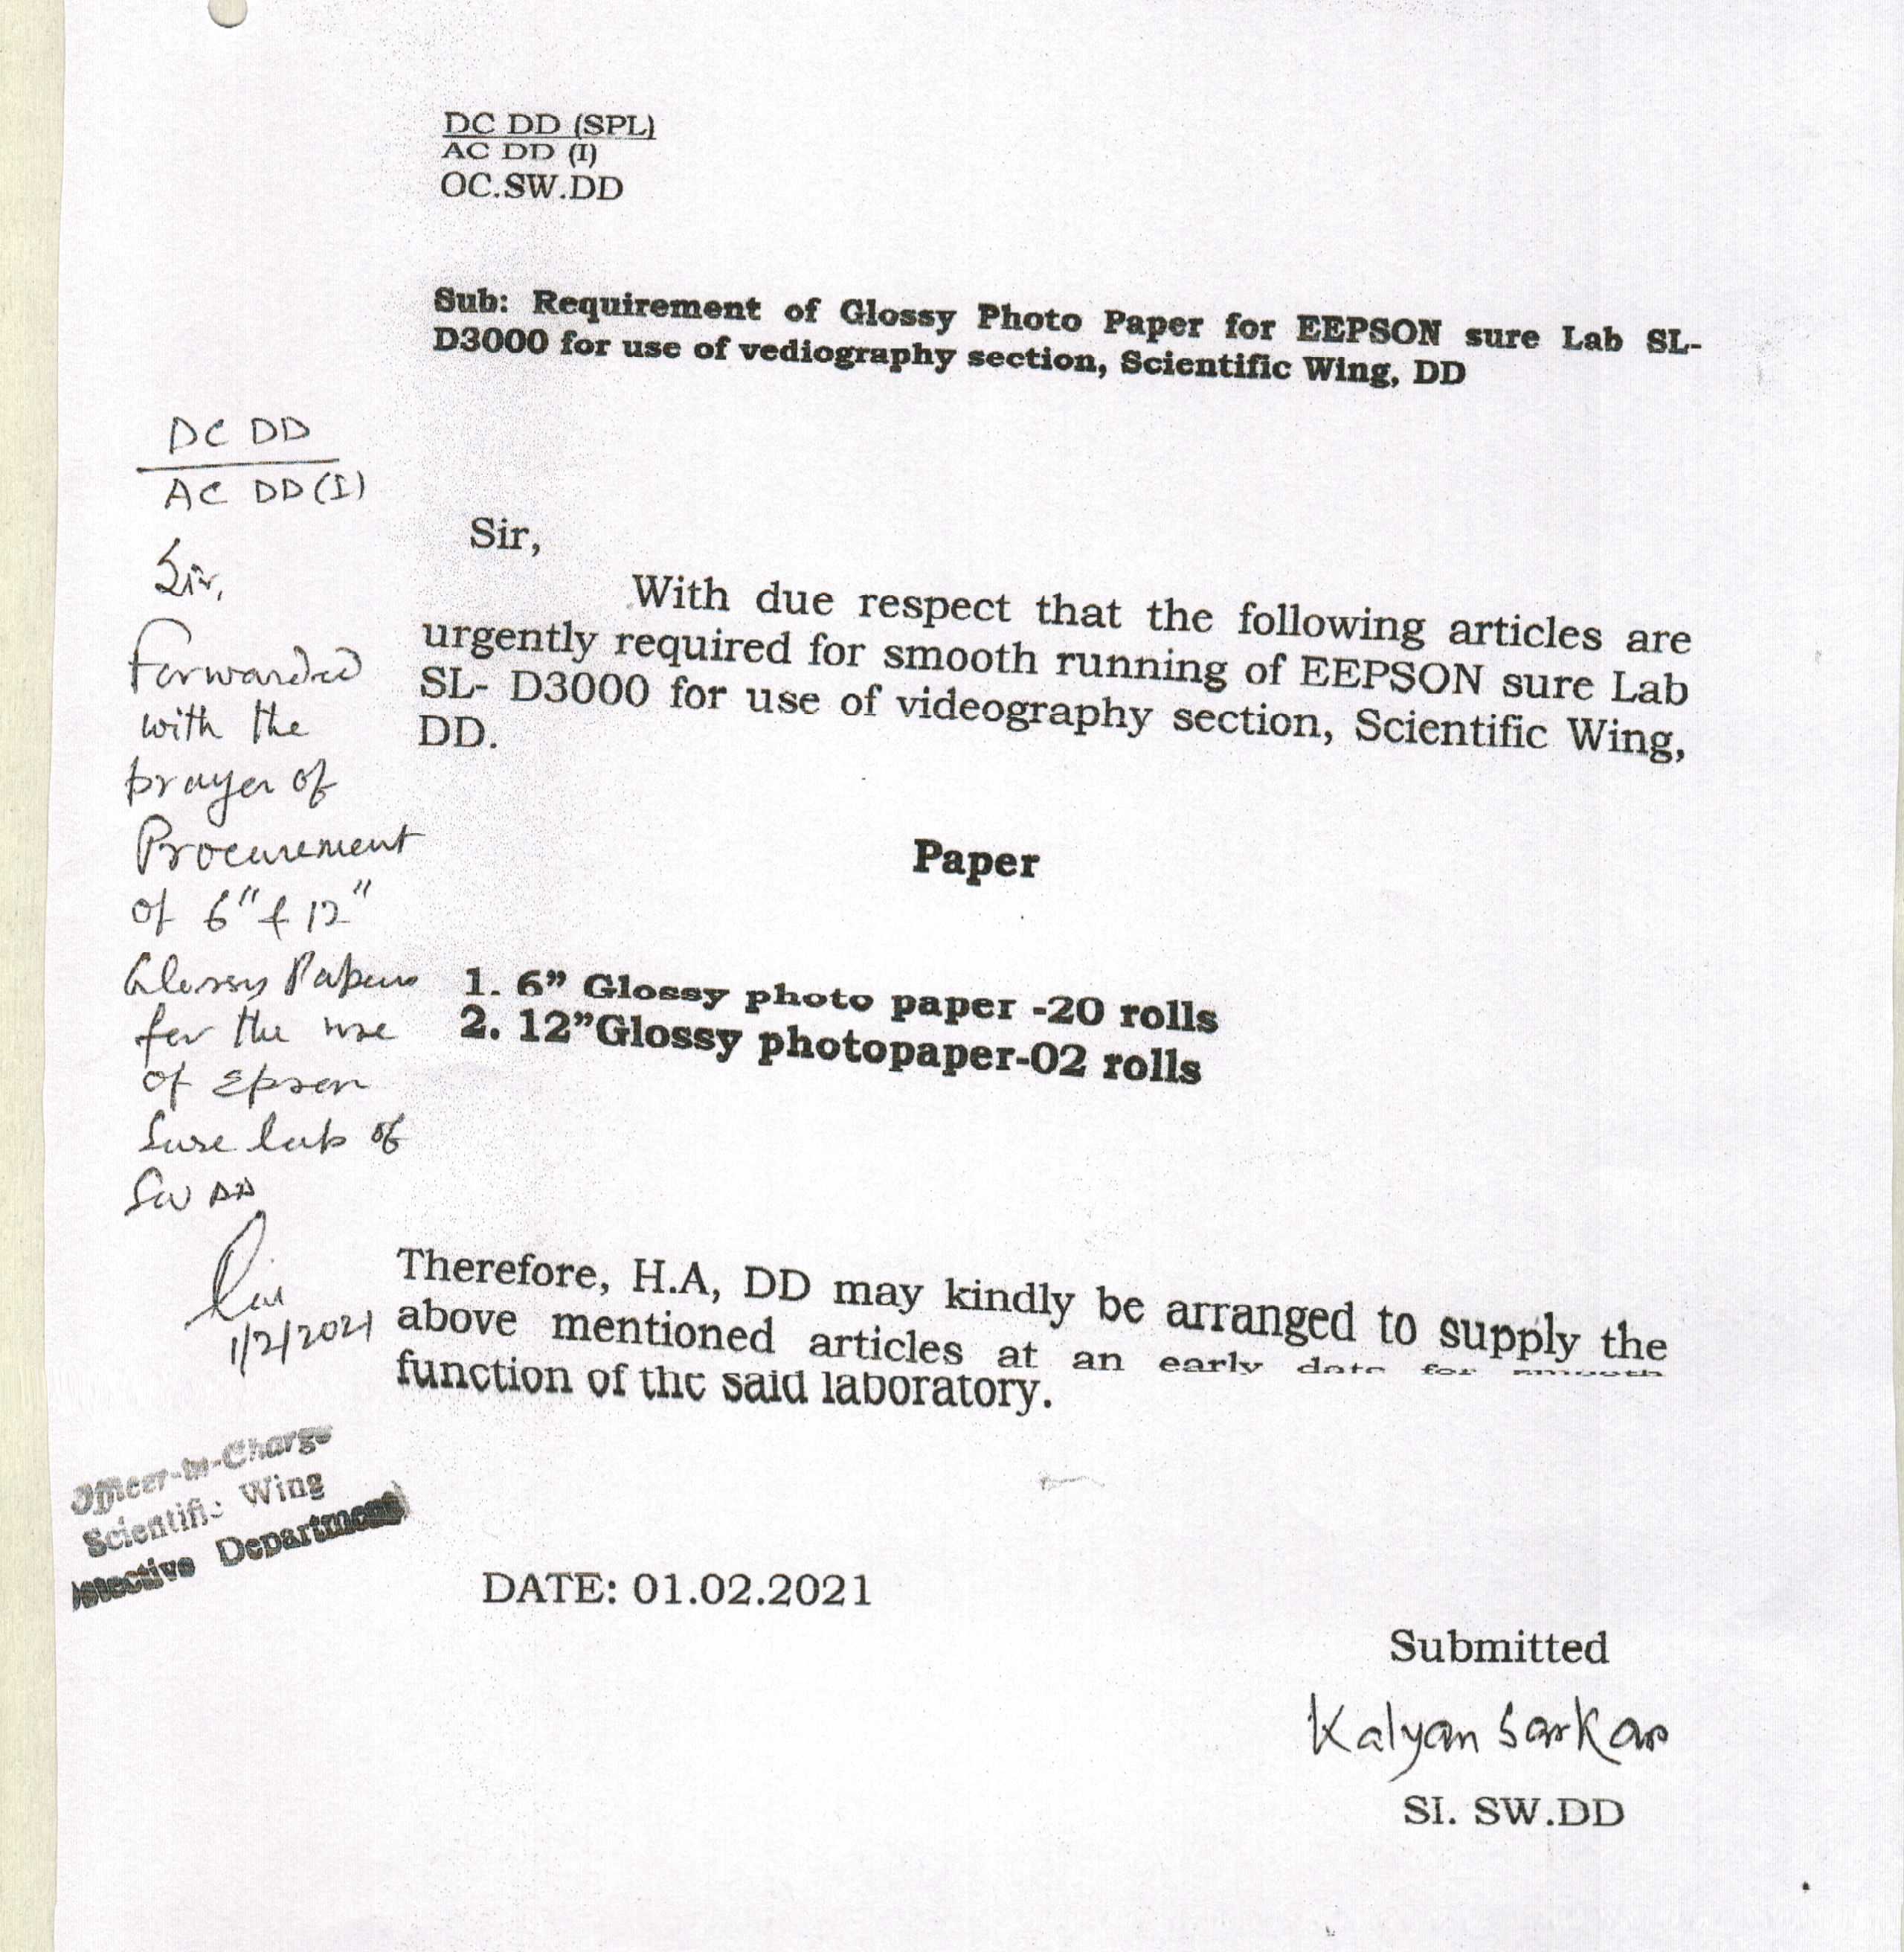 DC DD (SPL)
AC DD (I)
OC.SW.DD
Sub: Requirement of Glossy Photo Paper for EEPSON sure Lab SL-
D3000 for use of vediography section, Scientific Wing, DD
DC DD
AC DD (I)
Sir,
Forwarded
with the
prayer of
Procurement
of 6" & 12"
Glossy Papers
for the use
of Epson
Sure lab of
SW DD
1/2/2021
Officer-in-Charge
Scientific Wing
Detective Department
Sir,
With due respect that the following articles are
urgently required for smooth running of EEPSON sure Lab
SL- D3000 for use of videography section, Scientific Wing,
DD.
Paper
1. 6” Glossy photo paper -20 rolls
2. 12”Glossy photopaper-02 rolls
Therefore, H.A, DD may kindly be arranged to supply the
above mentioned articles at an early date for smooth
function of the said laboratory.
DATE: 01.02.2021
Submitted
Kalyan Sarkar
SI. SW.DD